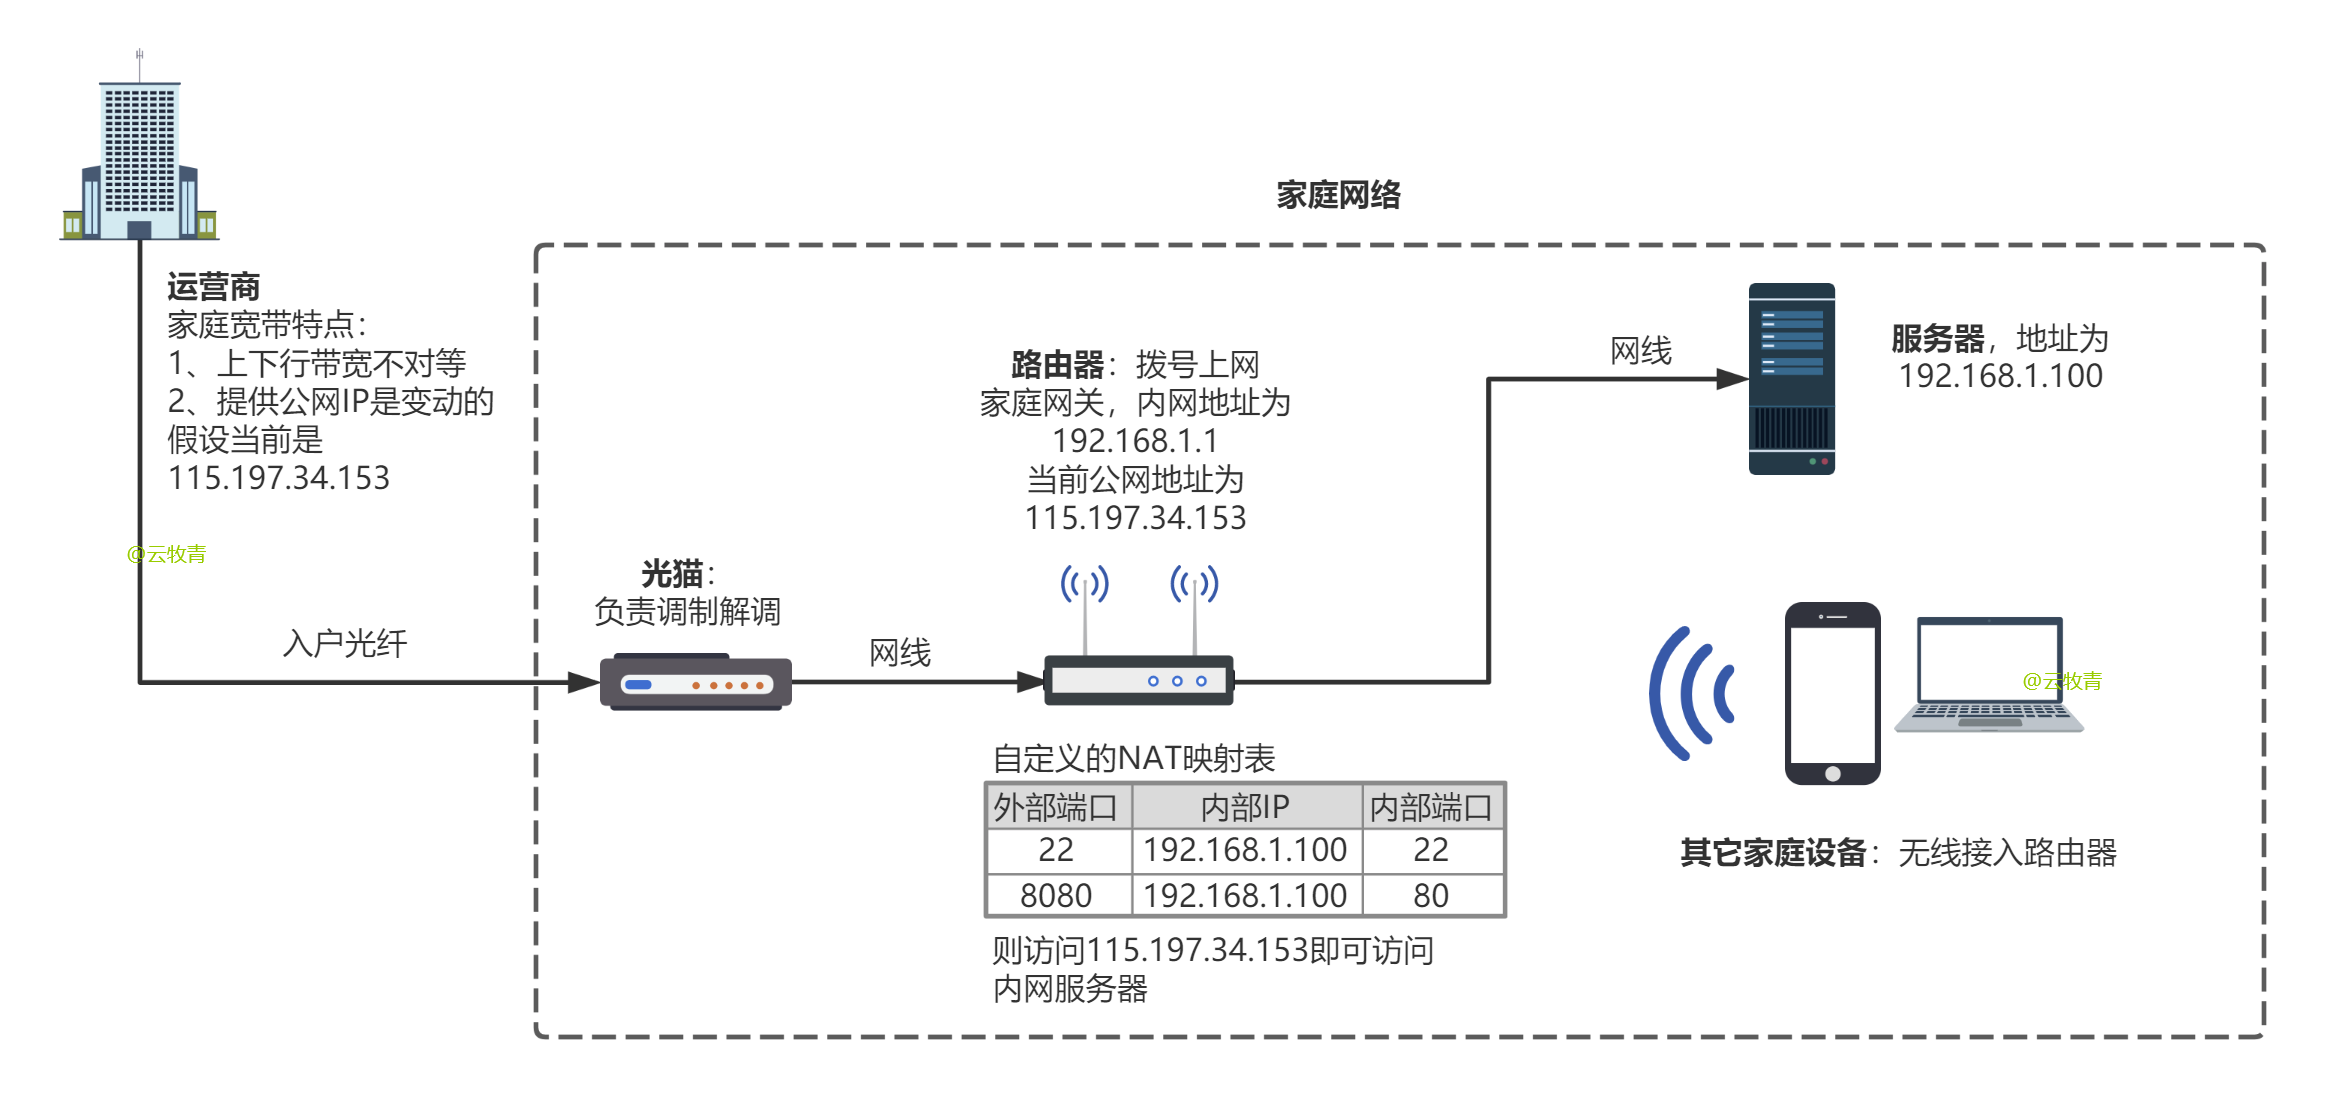 家庭网络
运营商
家庭宽带特点：
1、上下行带宽不对等
2、提供公网IP是变动的
假设当前是
115.197.34.153
@云牧青
入户光纤
光猫：
负责调制解调
网线
路由器：拨号上网
家庭网关，内网地址为
192.168.1.1
当前公网地址为
115.197.34.153
网线
服务器，地址为
192.168.1.100
@云牧青
其它家庭设备：无线接入路由器
自定义的NAT映射表
外部端口 内部IP 内部端口
22 192.168.1.100 22
8080 192.168.1.100 80
则访问115.197.34.153即可访问
内网服务器